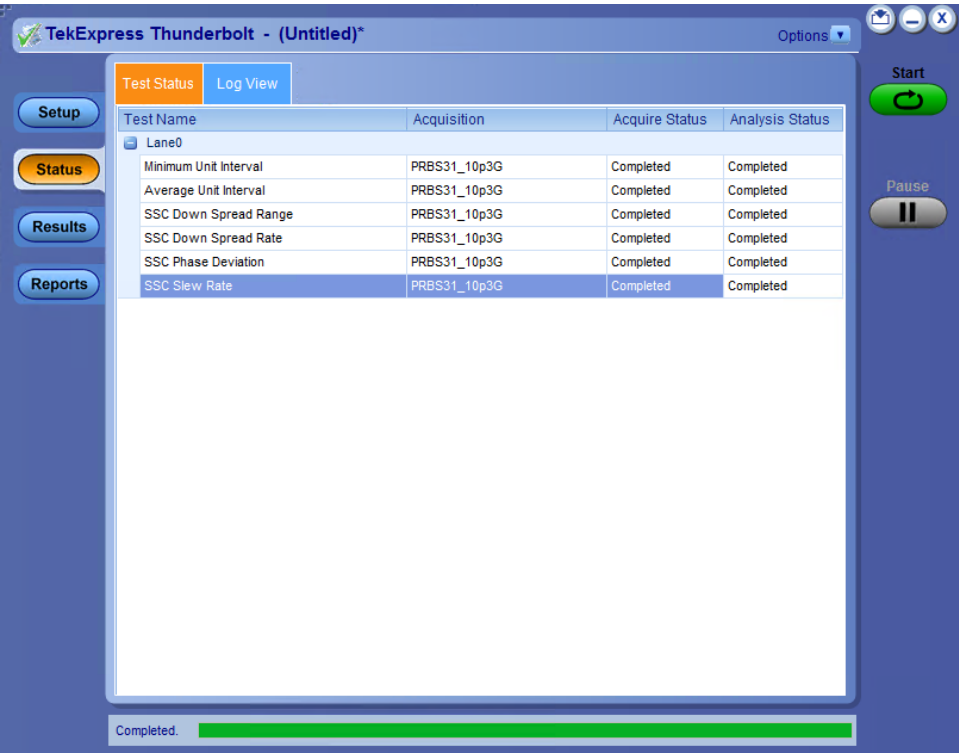 TekExpress Thunderbolt - (Untitled)*
Options
X
Start
Pause
Setup
Status
Results
Reports
Test Status Log View
Test Name Acquisition Acquire Status Analysis Status
Lane0
Minimum Unit Interval PRBS31_10p3G Completed Completed
Average Unit Interval PRBS31_10p3G Completed Completed
SSC Down Spread Range PRBS31_10p3G Completed Completed
SSC Down Spread Rate PRBS31_10p3G Completed Completed
SSC Phase Deviation PRBS31_10p3G Completed Completed
SSC Slew Rate PRBS31_10p3G Completed Completed
Completed.